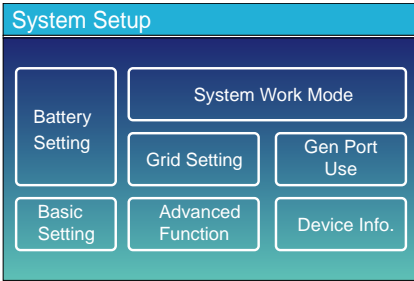 System Setup
Battery
Setting
System Work Mode
Grid Setting
Gen Port
Use
Basic
Setting
Advanced
Function
Device Info.